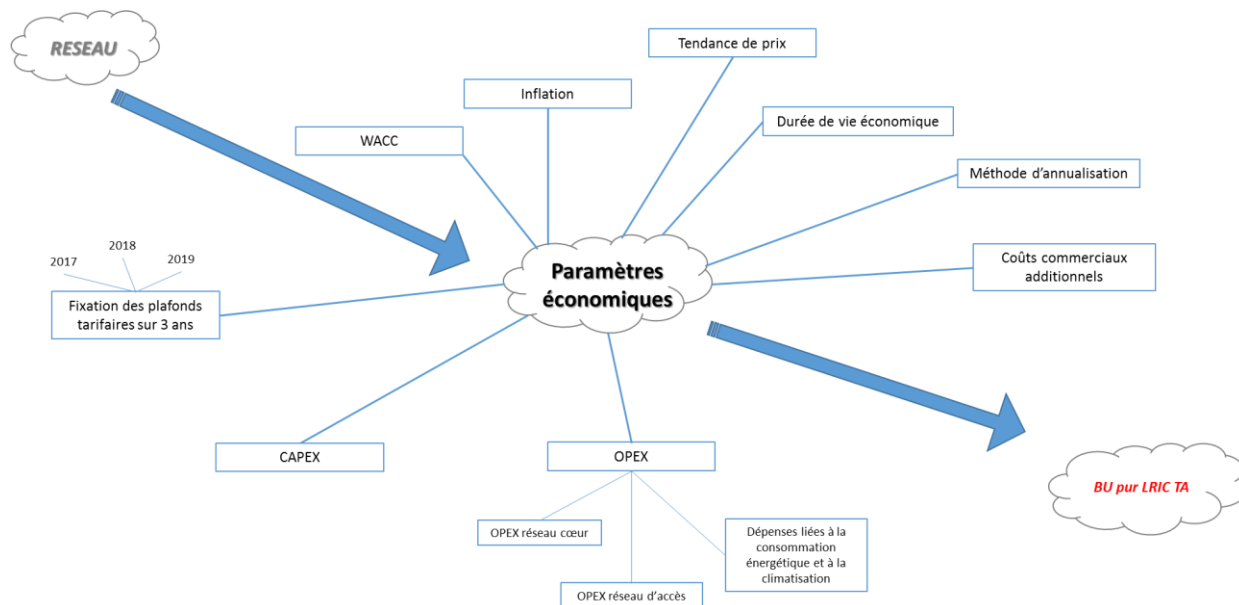 RESEAU
Tendance de prix
Inflation
Durée de vie économique
WACC
Méthode d'annualisation
2018
2017
2019
Fixation des plafonds
tarifaires sur 3 ans
Paramètres
économiques
Coûts commerciaux
additionnels
CAPEX
OPEX
BU pur LRIC TA
OPEX réseau cœur
Dépenses liées à la
consommation
énergétique et à la
climatisation
OPEX réseau d'accès